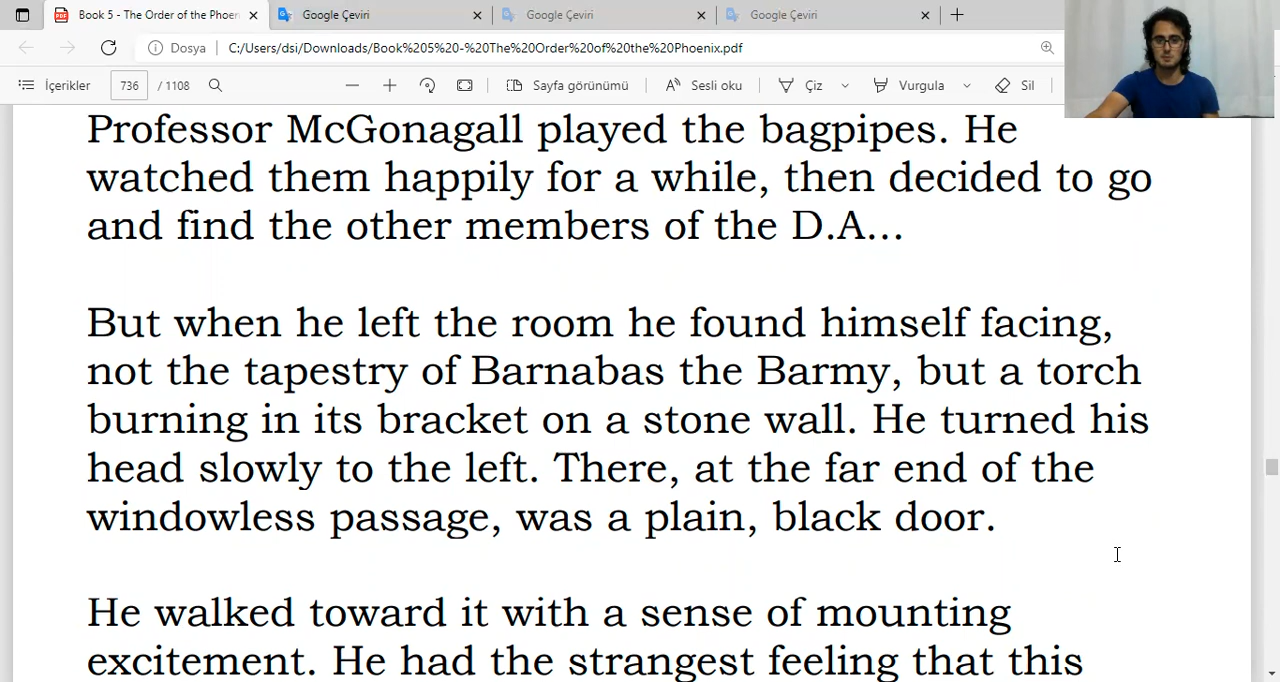 Book 5 - The Order of the Phoen
Google Çeviri
Google Çeviri
Google Çeviri
Dosya
C:/Users/dsi/Downloads/Book%205%20-%20The%20Order%20of%20the%20Phoenix.pdf
İçerikler
736
/ 1108
Sayfa görünümü
Sesli oku
Çiz
Vurgula
Sil
Professor McGonagall played the bagpipes. He
watched them happily for a while, then decided to go
and find the other members of the D.A...
But when he left the room he found himself facing,
not the tapestry of Barnabas the Barmy, but a torch
burning in its bracket on a stone wall. He turned his
head slowly to the left. There, at the far end of the
windowless passage, was a plain, black door.
He walked toward it with a sense of mounting
excitement. He had the strangest feeling that this